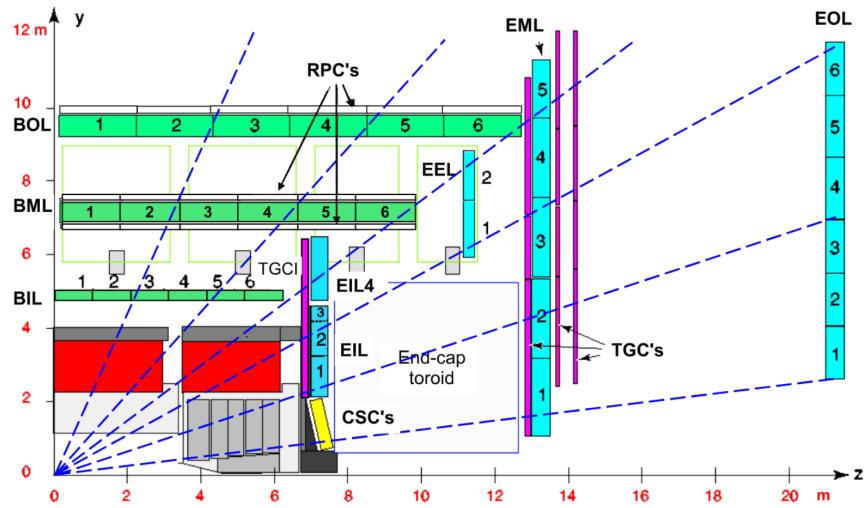 y
12 m
EML
EOL
RPC's
6
5
10
BOL
1 2 3 4 5 6
5
4
EEL
2
8
4
BML
1 2 3 4 5 6
1
3
6
TGCI
3
1 2 3 4 5 6
BIL
EIL4
2
4
3
2
EIL
2
End-cap
toroid
TGC's
1
1
1
2
CSC's
0
z
0 2 4 6 8 10 12 14 16 18 20 m